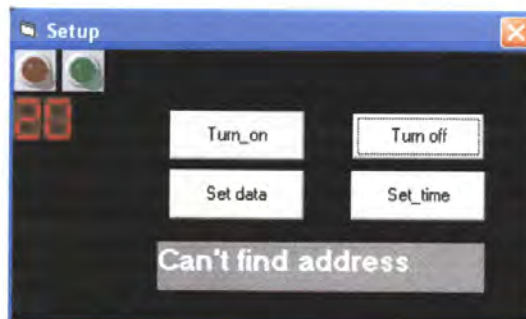 Setup
20
Turn_on Turn off
Set data Set_time
Can't find address